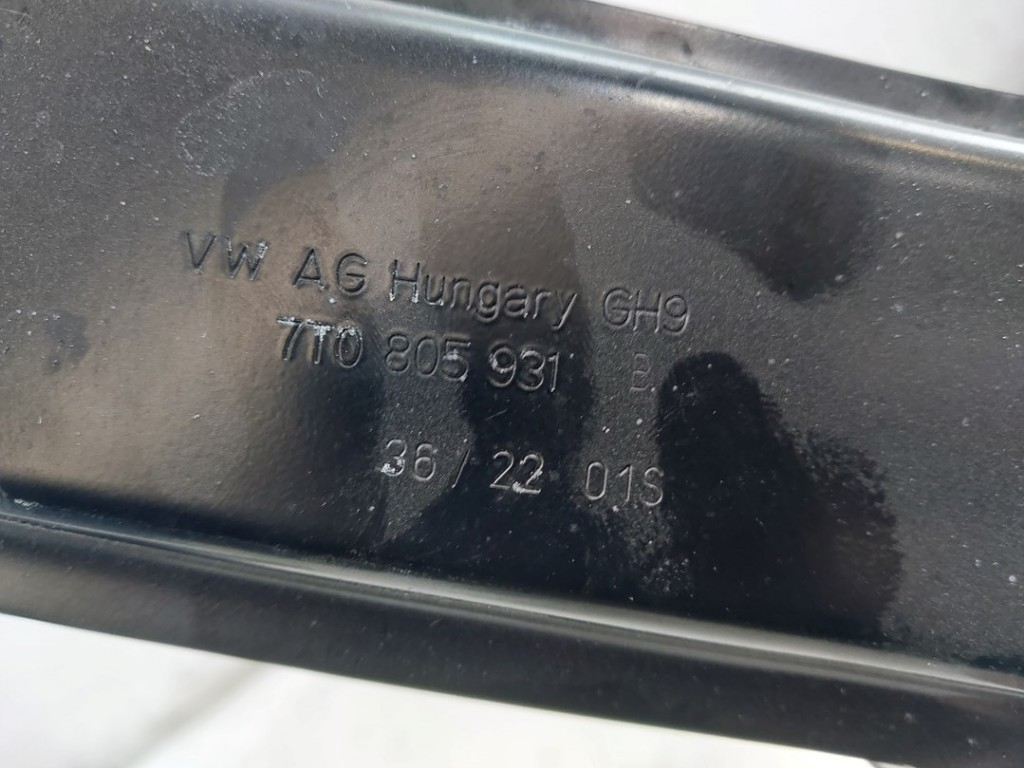 VW AG Hungary GH9
7T0 805 931 B
36 / 22 01S